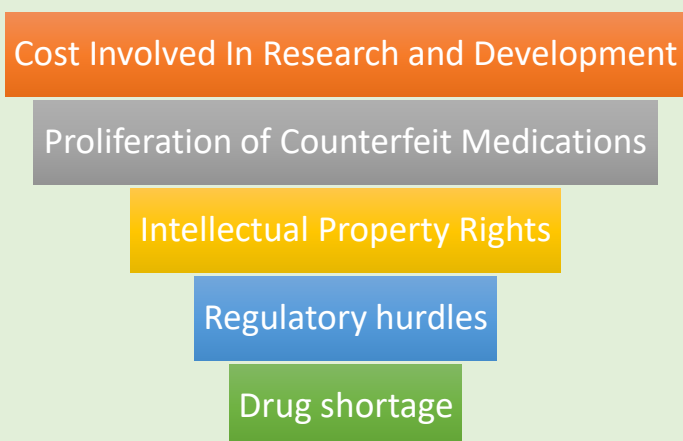 Cost Involved In Research and Development
Proliferation of Counterfeit Medications
Intellectual Property Rights
Regulatory hurdles
Drug shortage